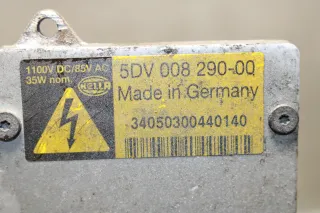 1100V DC/85V AC
35W nom.
HELLA
5DV 008 290-00
Made in Germany
34050300440140